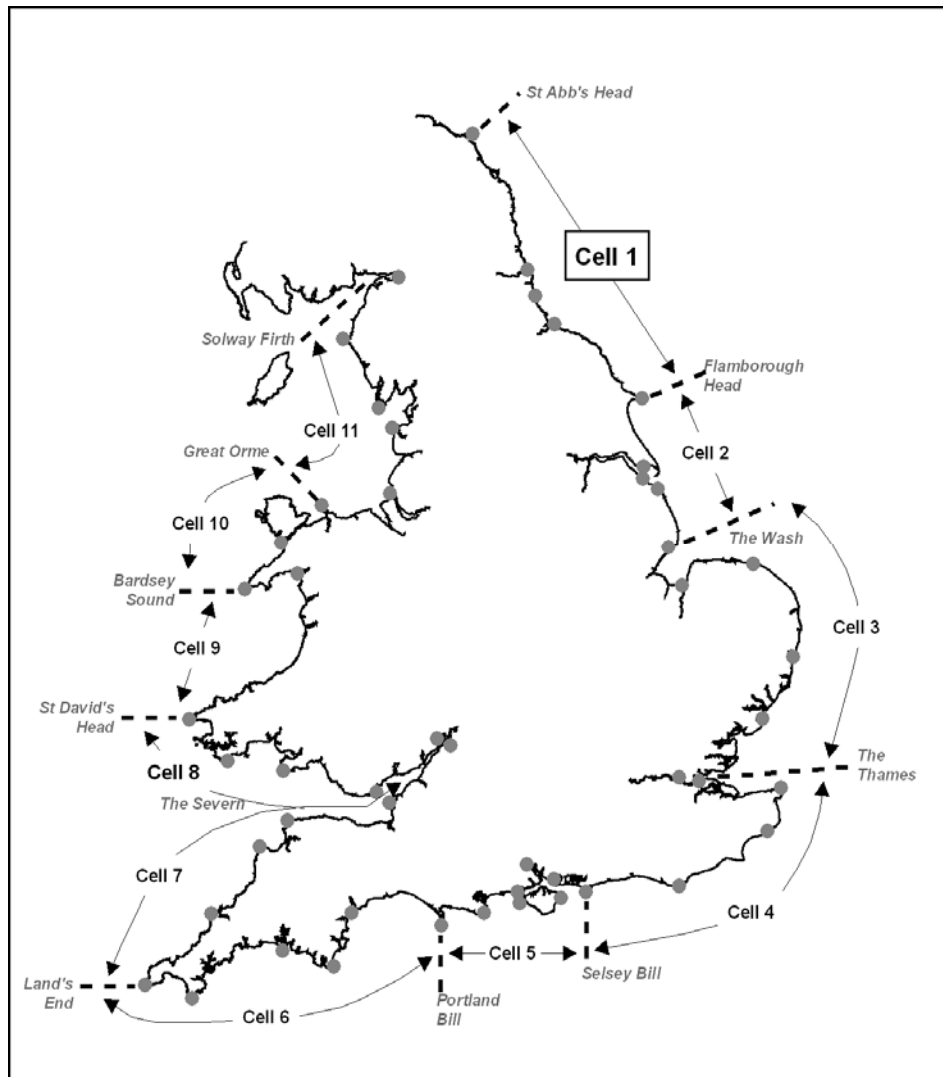 St Abb's Head
Cell 1
Solway Firth
Flamborough
Head
Cell 11
Great Orme
Cell 2
Cell 10
The Wash
Bardsey
Sound
Cell 3
Cell 9
St David's
Head
The
Thames
Cell 8
The Severn
Cell 7
Cell 4
Cell 5
Selsey Bill
Land's
End
Portland
Bill
Cell 6